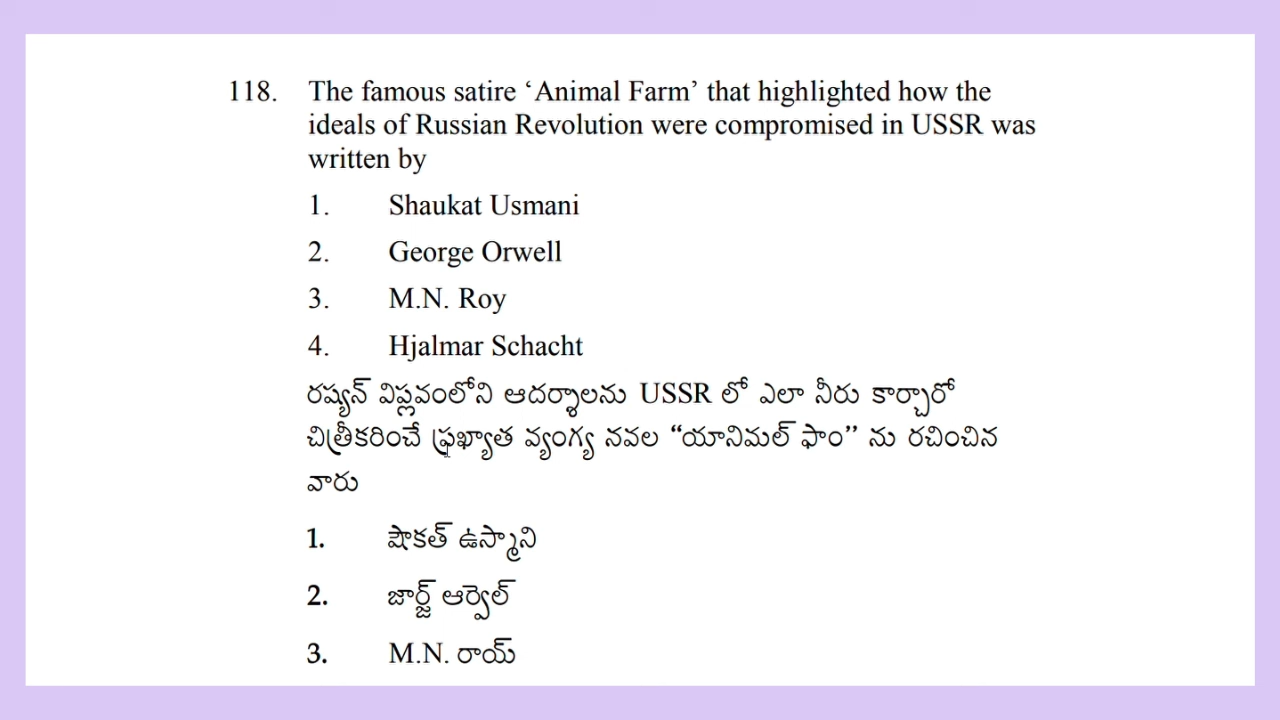 118. The famous satire ‘Animal Farm’ that highlighted how the
ideals of Russian Revolution were compromised in USSR was
written by
1. Shaukat Usmani
2. George Orwell
3. M.N. Roy
4. Hjalmar Schacht
రష్యన్ విప్లవంలోని ఆదర్శాలను USSR లో ఎలా నీరు కార్చారో
చిత్రీకరించే ప్రఖ్యాత వ్యంగ్య నవల “యానిమల్ ఫాం” ను రచించిన
వారు
1. షౌకత్ ఉస్మాని
2. జార్జ్ ఆర్వెల్
3. M.N. రాయ్